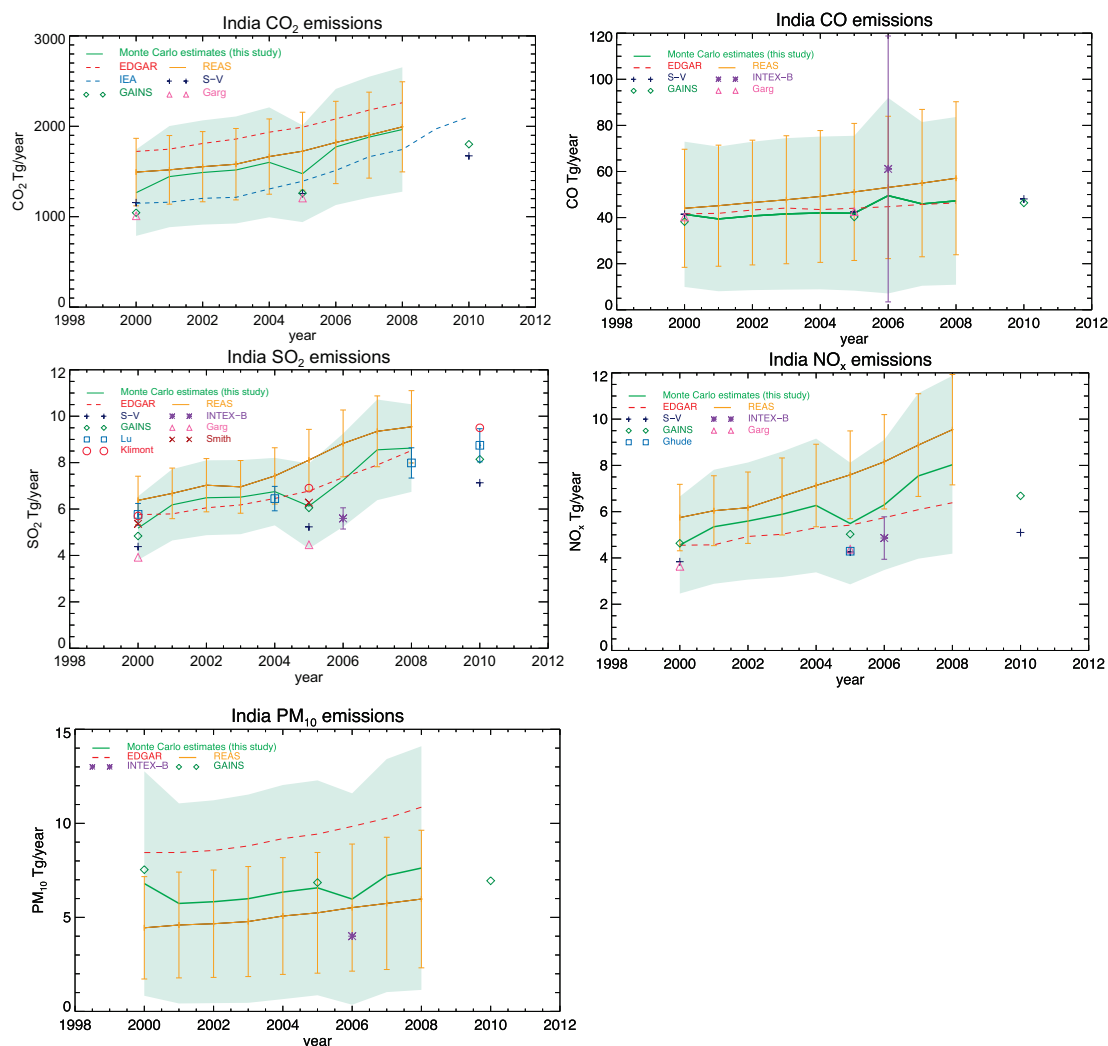 India CO2 emissions
3000
2000
1000
0
CO2 Tg/year
Monte Carlo estimates (this study)
EDGAR REAS
IEA S−V
GAINS Garg
1998 2000 2002 2004 2006 2008 2010 2012
year
India CO emissions
120
100
80
60
40
20
0
CO Tg/year
Monte Carlo estimates (this study)
EDGAR REAS
S−V INTEX−B
GAINS Garg
1998 2000 2002 2004 2006 2008 2010 2012
year
India SO2 emissions
12
10
8
6
4
2
0
SO2 Tg/year
Monte Carlo estimates (this study)
EDGAR REAS
S−V INTEX−B
GAINS Garg
Lu Smith
Klimont
1998 2000 2002 2004 2006 2008 2010 2012
year
India NOx emissions
12
10
8
6
4
2
0
NOx Tg/year
Monte Carlo estimates (this study)
EDGAR REAS
S−V INTEX−B
GAINS Garg
Ghude
1998 2000 2002 2004 2006 2008 2010 2012
year
India PM10 emissions
15
10
5
0
PM10 Tg/year
Monte Carlo estimates (this study)
EDGAR REAS
INTEX−B GAINS
1998 2000 2002 2004 2006 2008 2010 2012
year